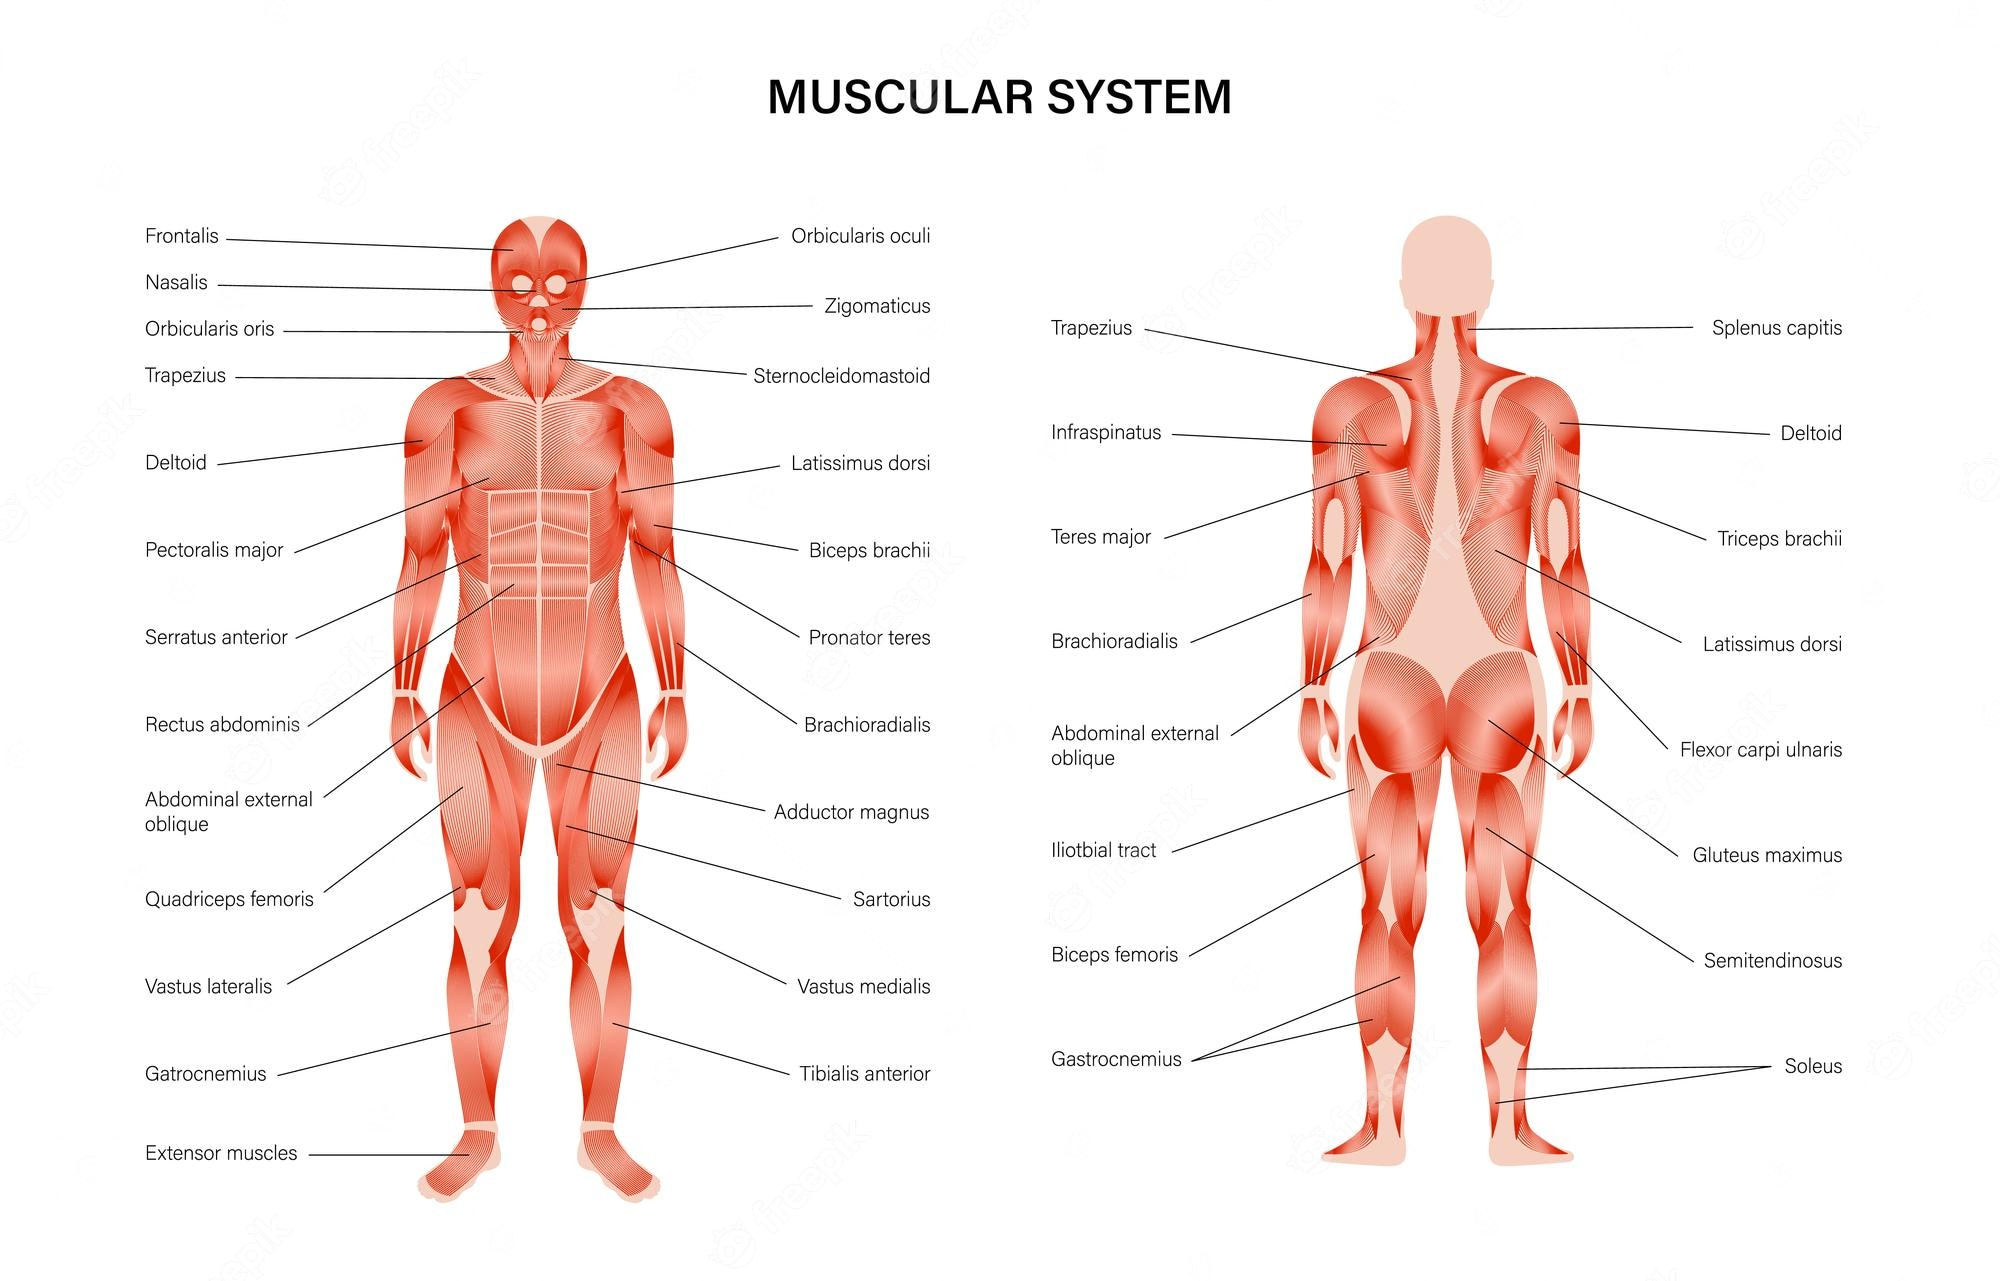 MUSCULAR SYSTEM
Frontalis
Nasalis
Orbicularis oris
Trapezius
Deltoid
Pectoralis major
Serratus anterior
Rectus abdominis
Abdominal external
oblique
Quadriceps femoris
Vastus lateralis
Gatrocnemius
Extensor muscles
Orbicularis oculi
Zigomaticus
Sternocleidomastoid
Latissimus dorsi
Biceps brachii
Pronator teres
Brachioradialis
Adductor magnus
Sartorius
Vastus medialis
Tibialis anterior
Trapezius
Infraspinatus
Teres major
Brachioradialis
Abdominal external
oblique
Iliotbial tract
Biceps femoris
Gastrocnemius
Splenus capitis
Deltoid
Triceps brachii
Latissimus dorsi
Flexor carpi ulnaris
Gluteus maximus
Semitendinosus
Soleus
freepik